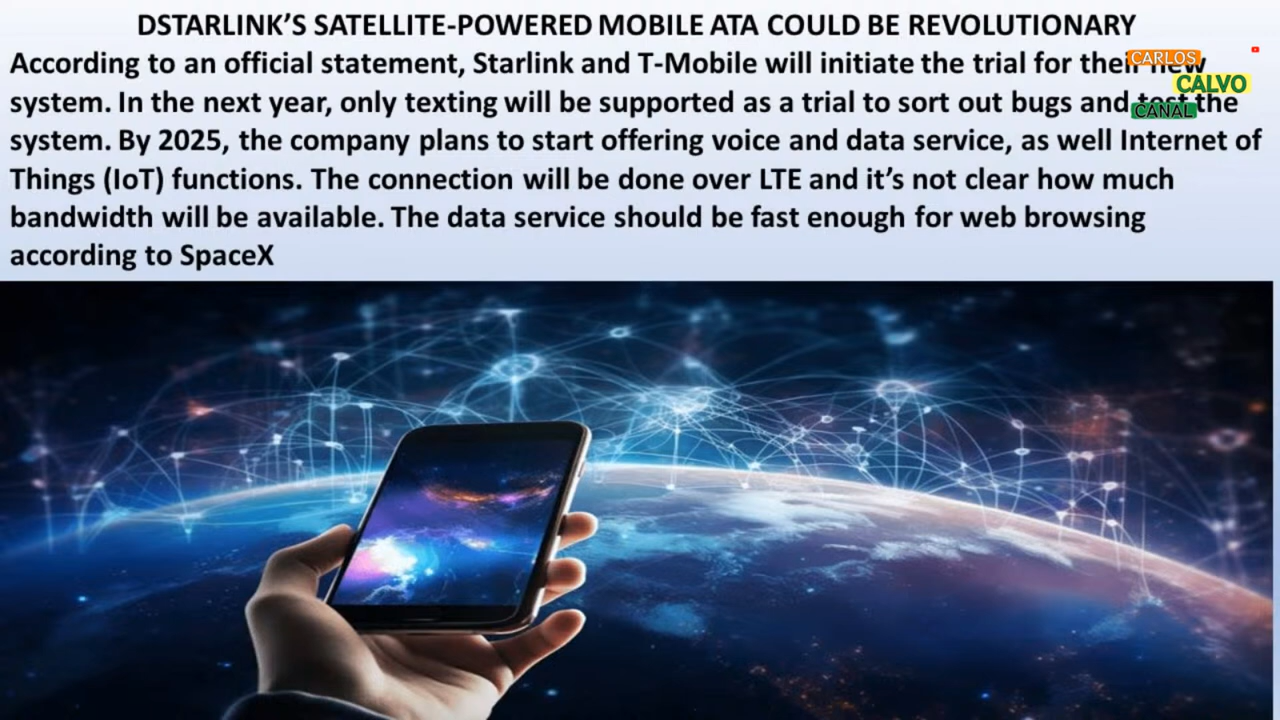 DSTARLINK'S SATELLITE-POWERED MOBILE ATA COULD BE REVOLUTIONARY
According to an official statement, Starlink and T-Mobile will initiate the trial for their new
system. In the next year, only texting will be supported as a trial to sort out bugs and test the
system. By 2025, the company plans to start offering voice and data service, as well Internet of
Things (IoT) functions. The connection will be done over LTE and it's not clear how much
bandwidth will be available. The data service should be fast enough for web browsing
according to SpaceX
CARLOS
CALVO
CANAL